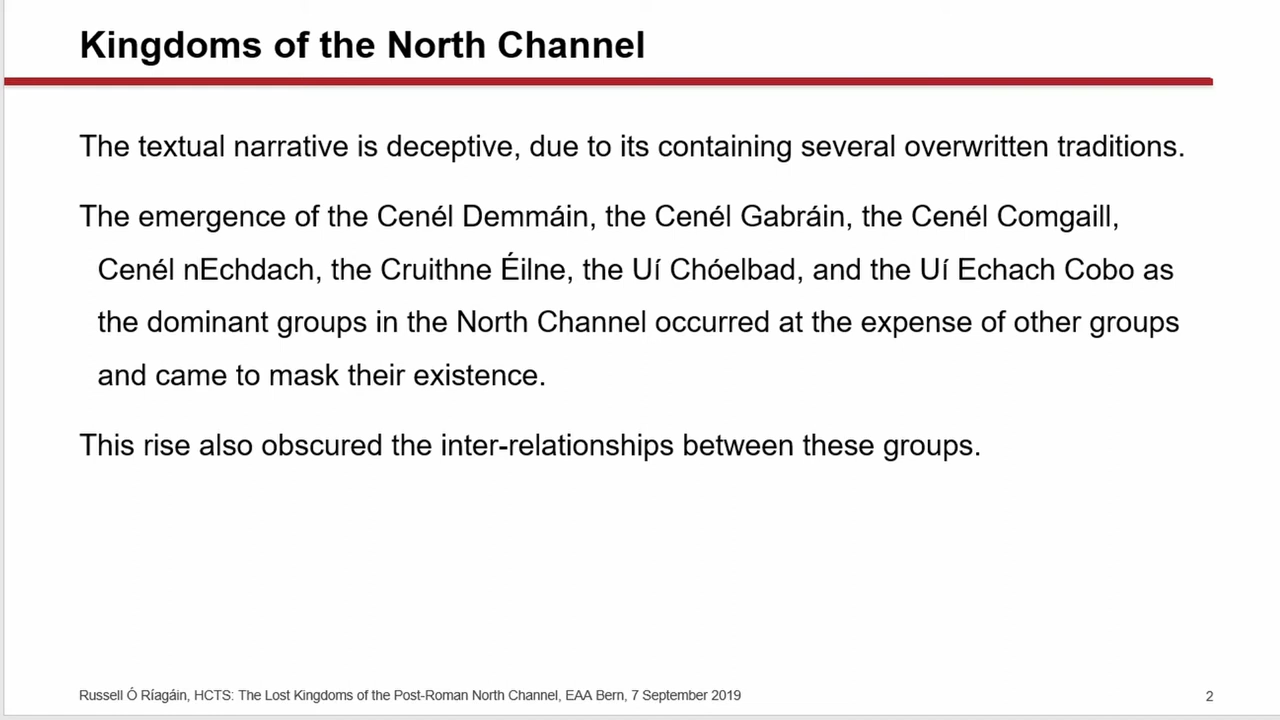 Kingdoms of the North Channel
The textual narrative is deceptive, due to its containing several overwritten traditions.
The emergence of the Cenél Demmáin, the Cenél Gabráin, the Cenél Comgaill,
Cenél nEchdach, the Cruithne Éilne, the Uí Chóelbad, and the Uí Echach Cobo as
the dominant groups in the North Channel occurred at the expense of other groups
and came to mask their existence.
This rise also obscured the inter-relationships between these groups.
Russell Ó Ríagáin, HCTS: The Lost Kingdoms of the Post-Roman North Channel, EAA Bern, 7 September 2019
2